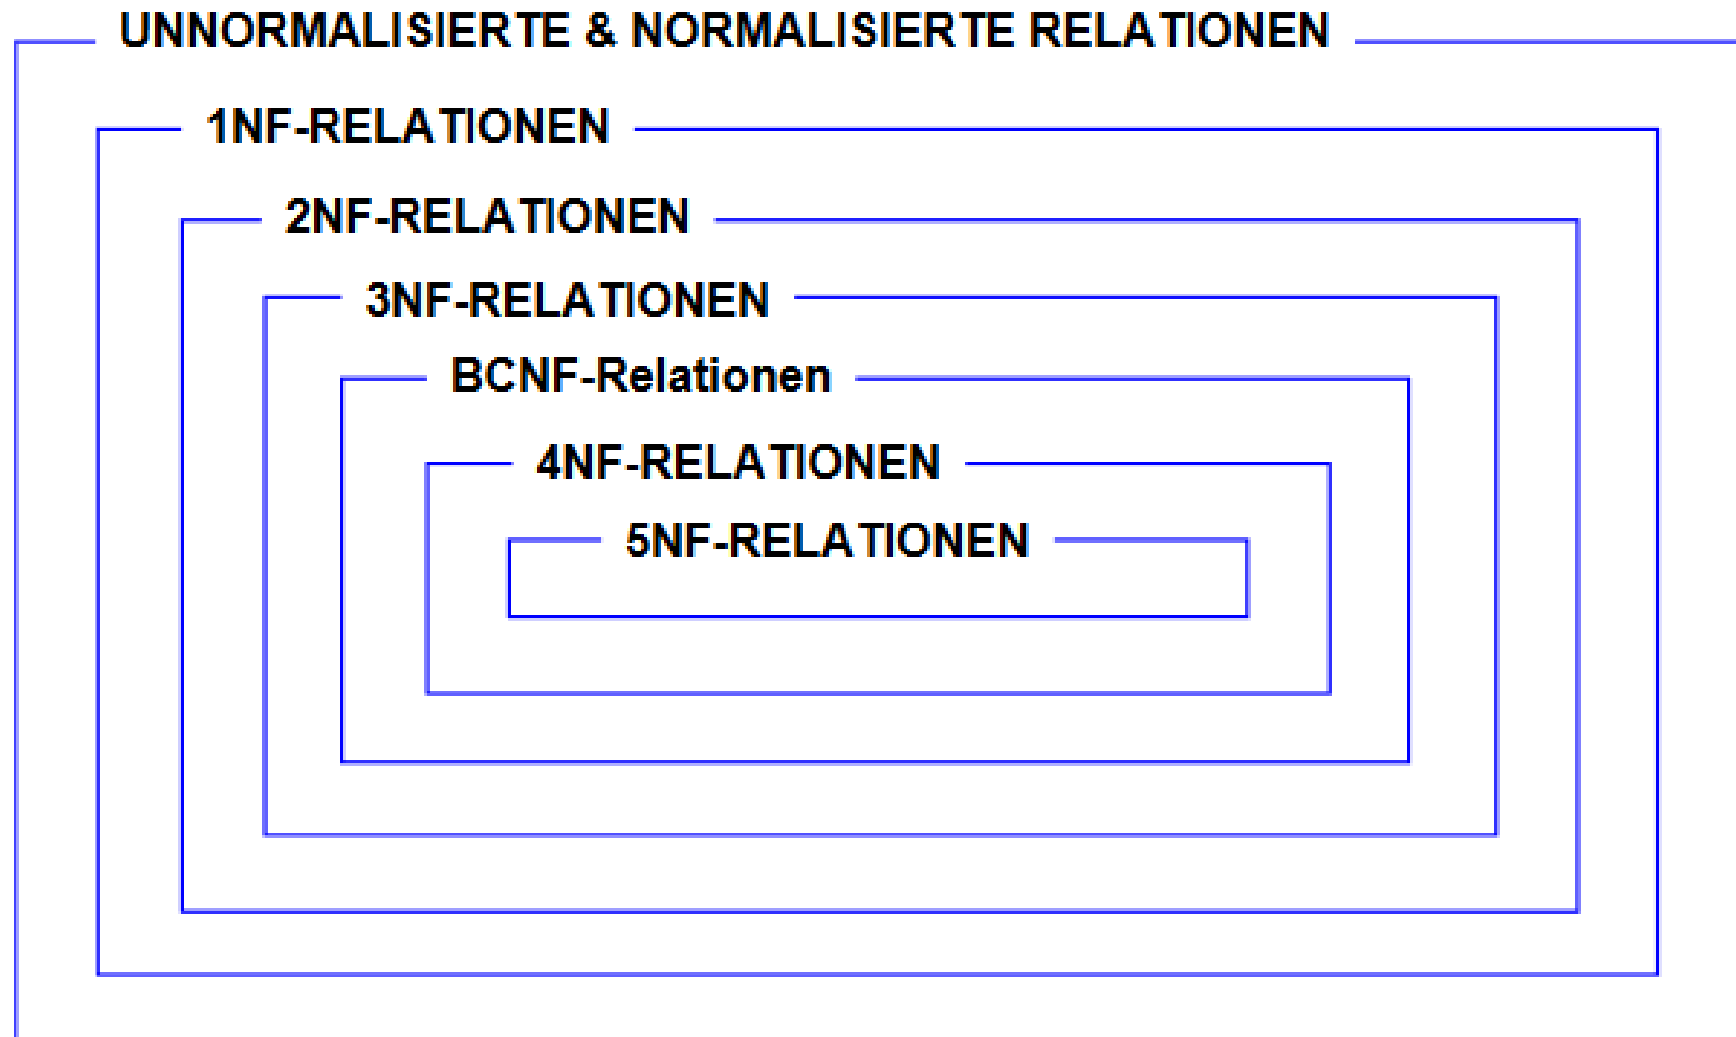 UNNORMALISIERTE & NORMALISIERTE RELATIONEN
1NF-RELATIONEN
2NF-RELATIONEN
3NF-RELATIONEN
BCNF-Relationen
4NF-RELATIONEN
5NF-RELATIONEN